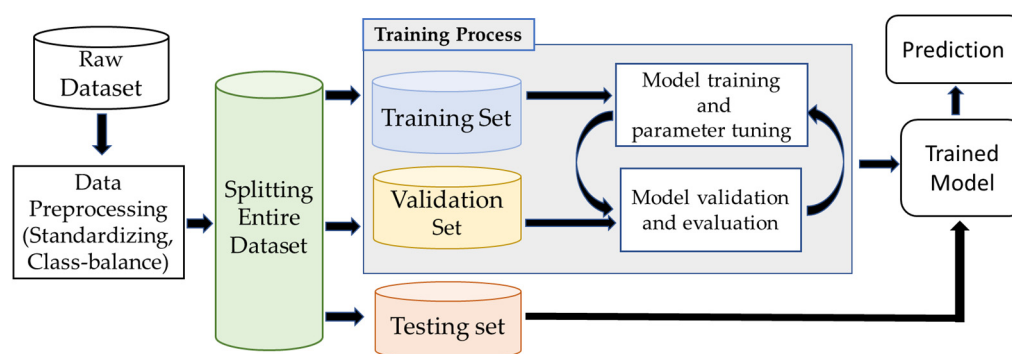 Raw
Dataset
Data
Preprocessing
(Standardizing,
Class-balance)
Splitting
Entire
Dataset
Training Process
Training Set
Validation
Set
Testing set
Model training
and
parameter tuning
Model validation
and evaluation
Prediction
Trained
Model